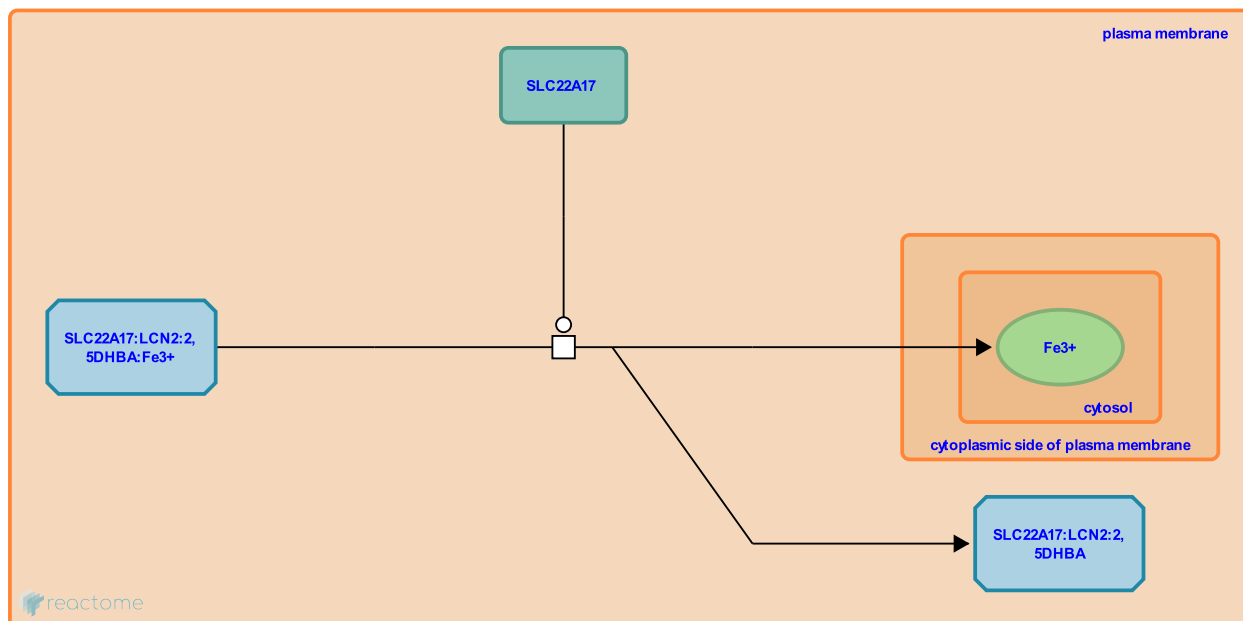 plasma membrane
SLC22A17
SLC22A17:LCN2:2,
5DHBA:Fe3+
Fe3+
cytosol
cytoplasmic side of plasma membrane
SLC22A17:LCN2:2,
5DHBA
reactome